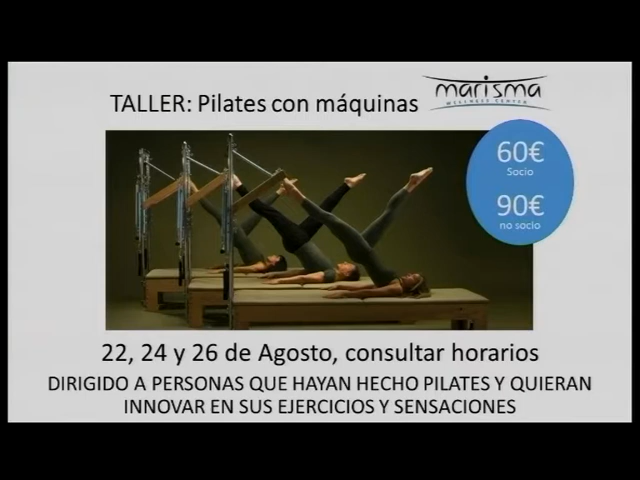 TALLER: Pilates con máquinas
marisma
WELLNESS CENTER
60€
Socio
90€
no socio
22, 24 y 26 de Agosto, consultar horarios
DIRIGIDO A PERSONAS QUE HAYAN HECHO PILATES Y QUIERAN
INNOVAR EN SUS EJERCICIOS Y SENSACIONES